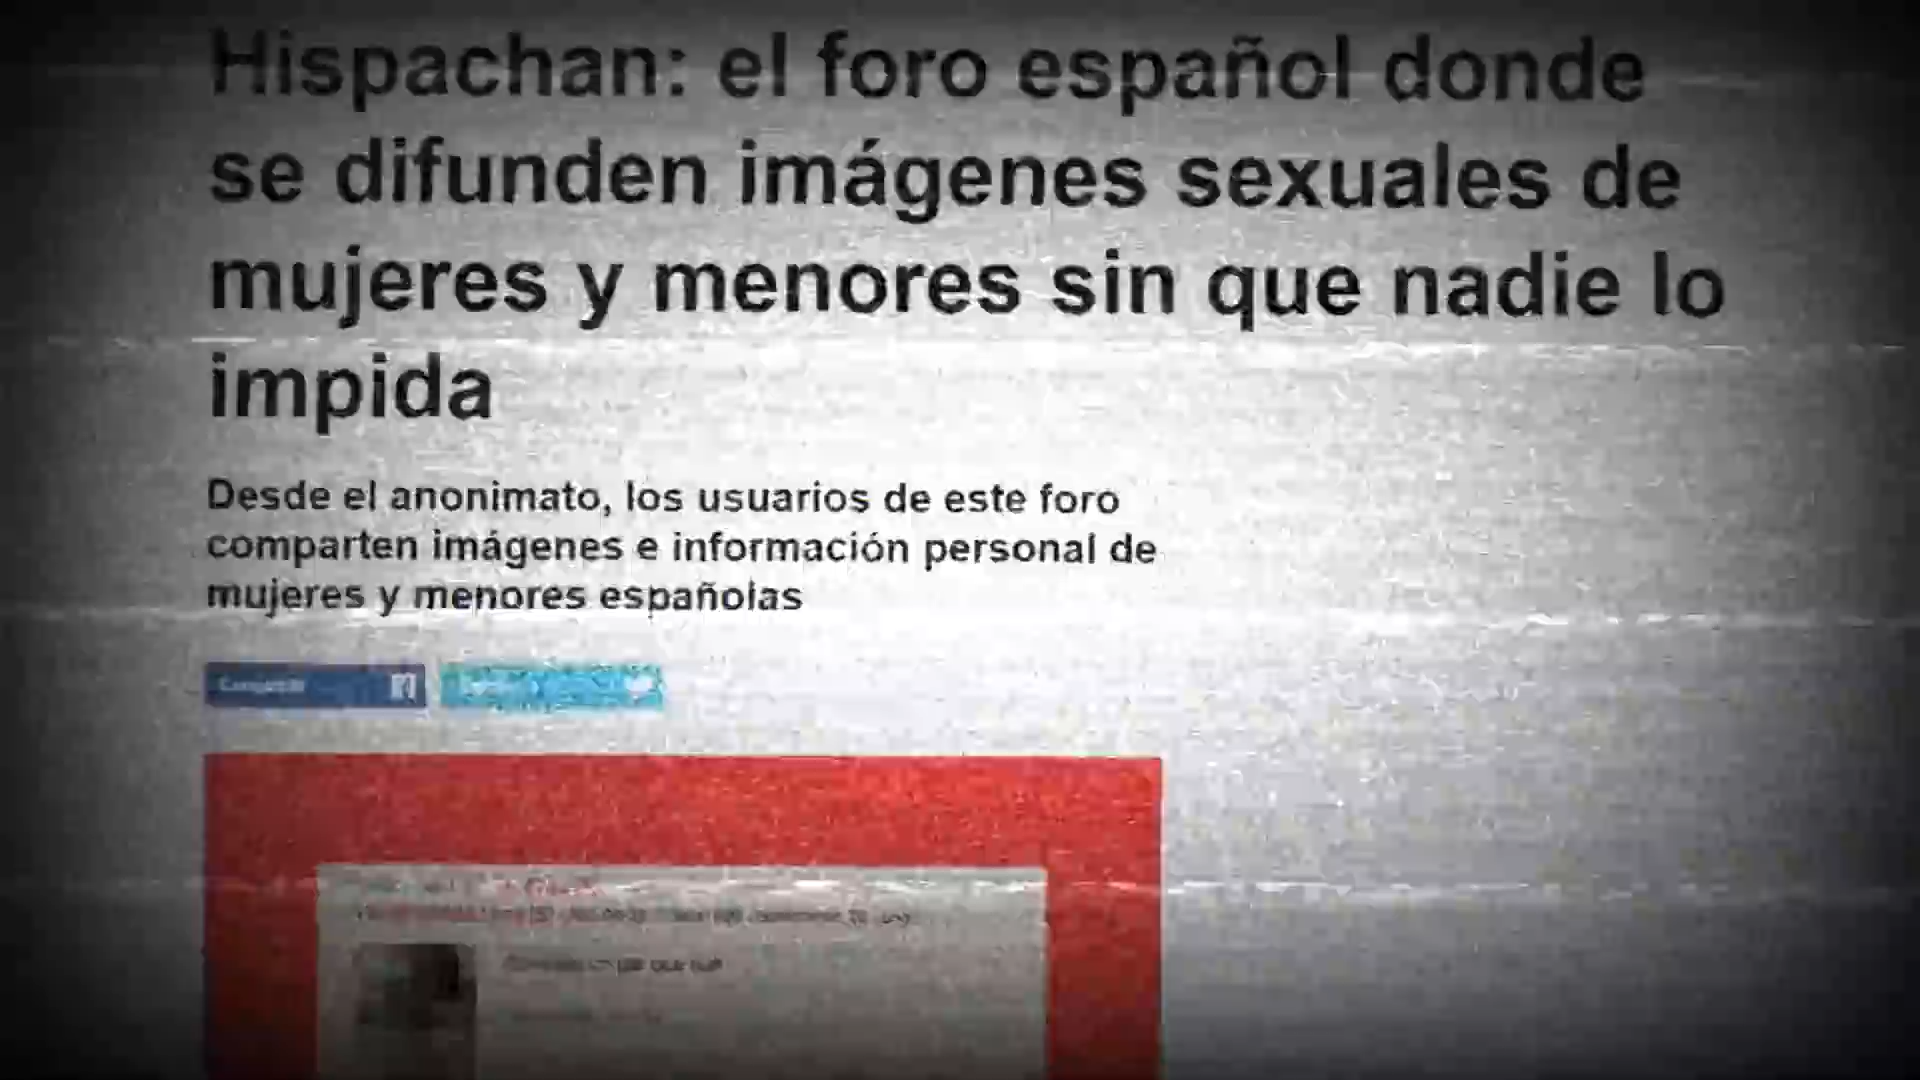 Hispachan: el foro español donde
se difunden imágenes sexuales de
mujeres y menores sin que nadie lo
impida
Desde el anonimato, los usuarios de este foro
comparten imágenes e información personal de
mujeres y menores españolas
Compartir